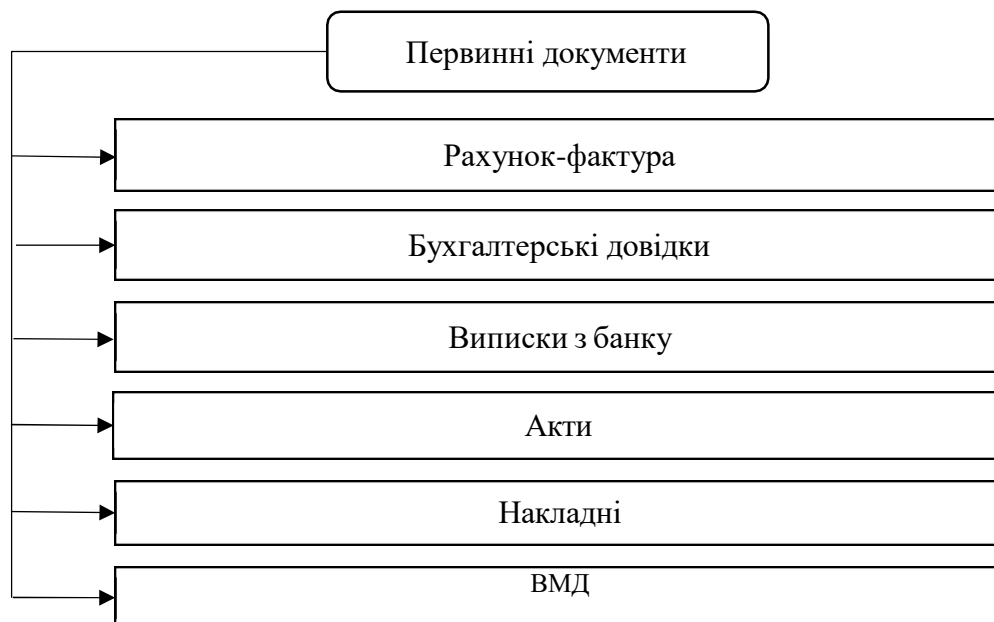 Первинні документи
Рахунок-фактура
Бухгалтерські довідки
Виписки з банку
Акти
Накладні
ВМД